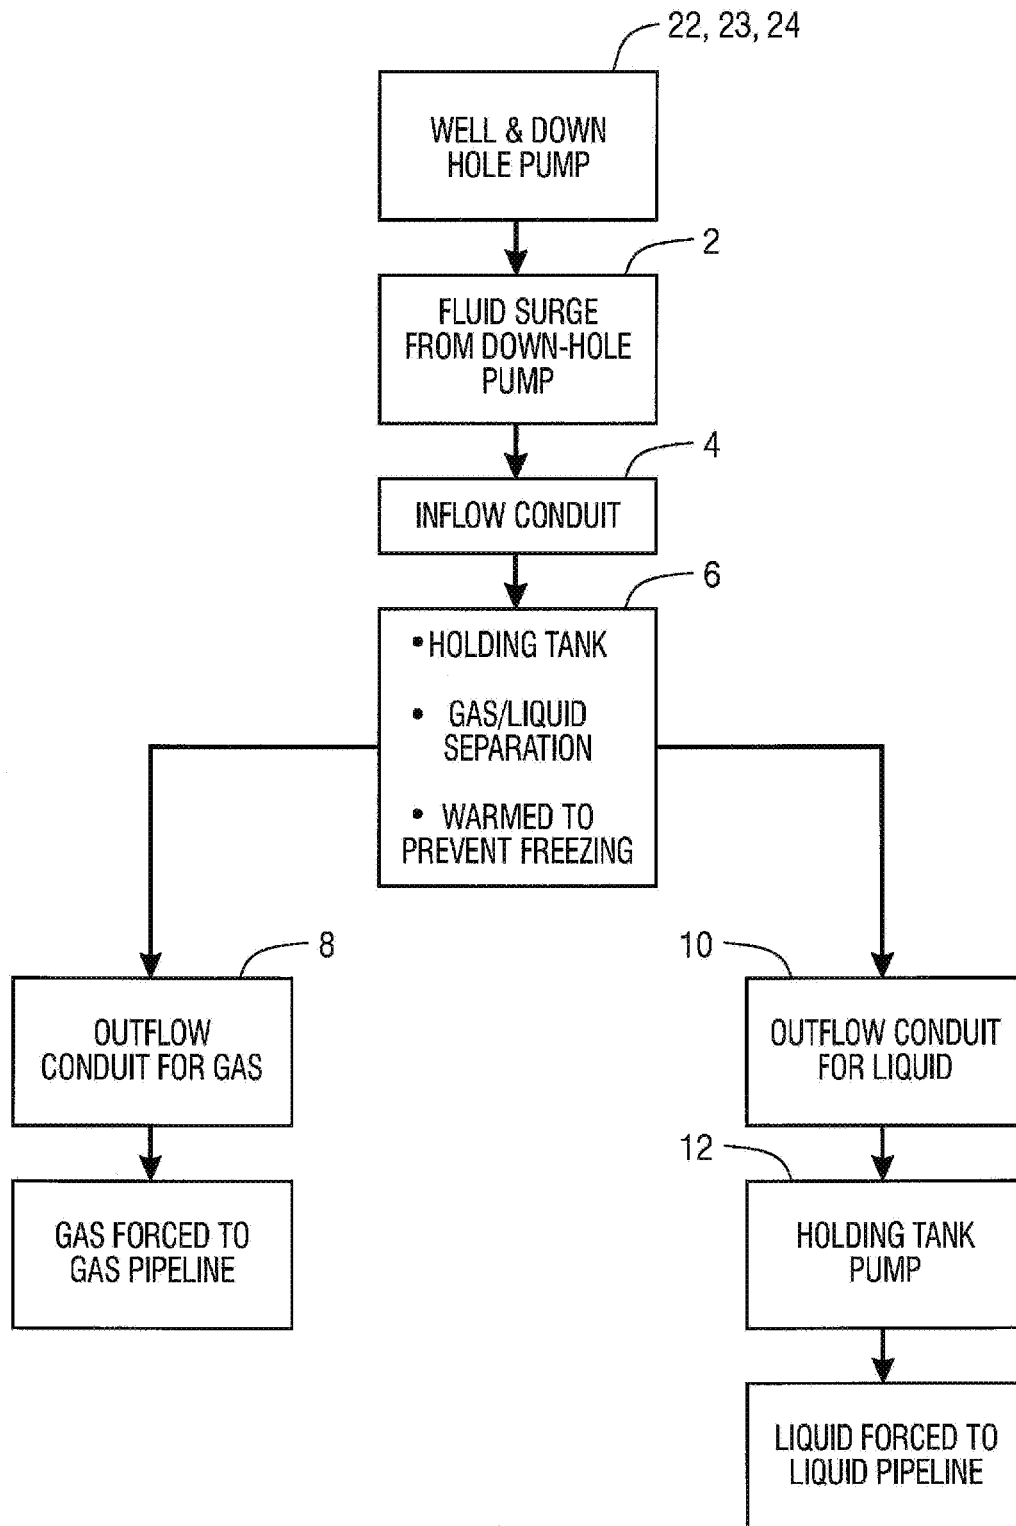 22, 23, 24
WELL & DOWN
HOLE PUMP
2
FLUID SURGE
FROM DOWN-HOLE
PUMP
4
INFLOW CONDUIT
6
• HOLDING TANK
• GAS/LIQUID
SEPARATION
• WARMED TO
PREVENT FREEZING
8
OUTFLOW
CONDUIT FOR GAS
GAS FORCED TO
GAS PIPELINE
10
OUTFLOW CONDUIT
FOR LIQUID
12
HOLDING TANK
PUMP
LIQUID FORCED TO
LIQUID PIPELINE